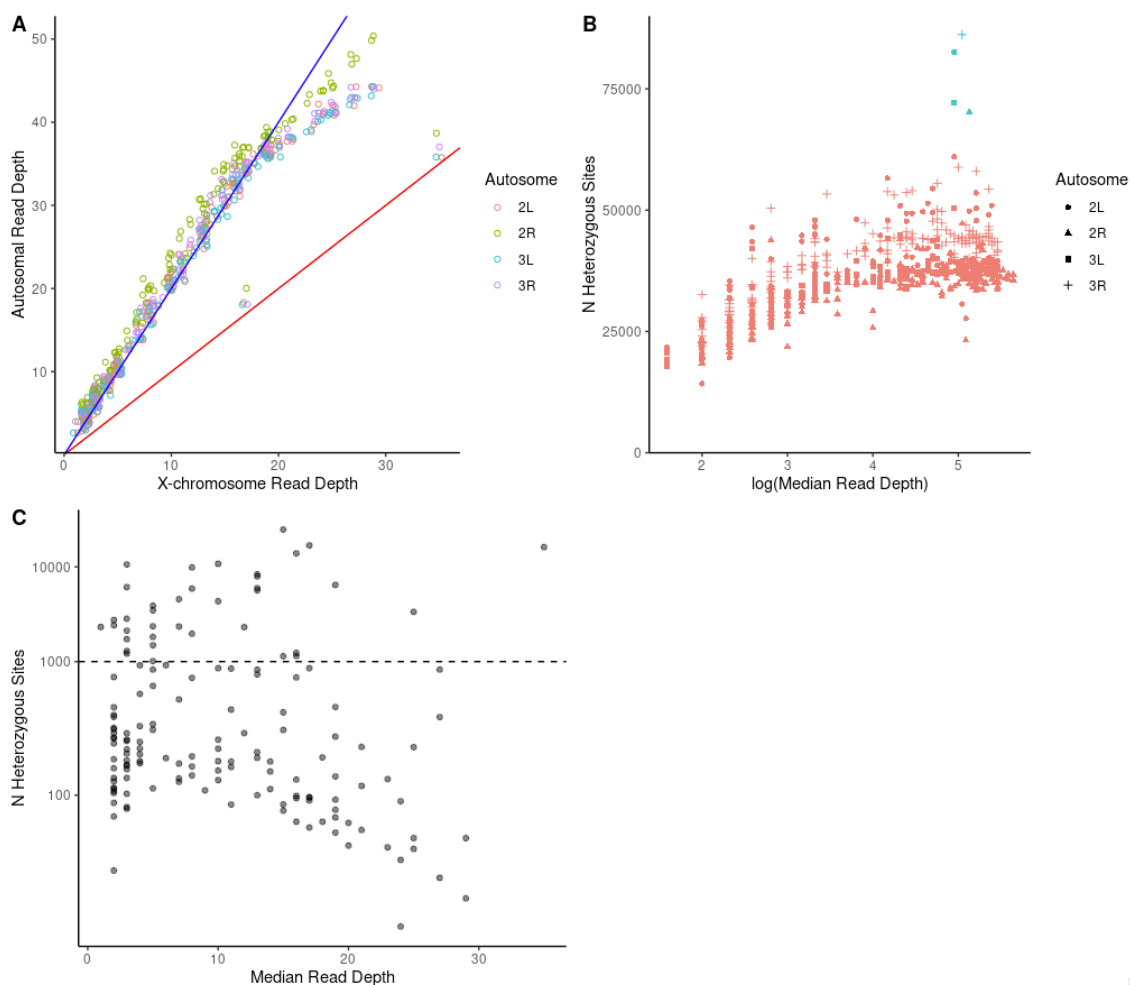 A
Autosomal Read Depth
50
40
30
20
10
0
10
20
30
X-chromosome Read Depth
Autosome
2L
2R
3L
3R
B
N Heterozygous Sites
75000
50000
25000
0
2
3
4
5
log(Median Read Depth)
Autosome
2L
2R
3L
3R
C
N Heterozygous Sites
10000
1000
100
0
10
20
30
Median Read Depth